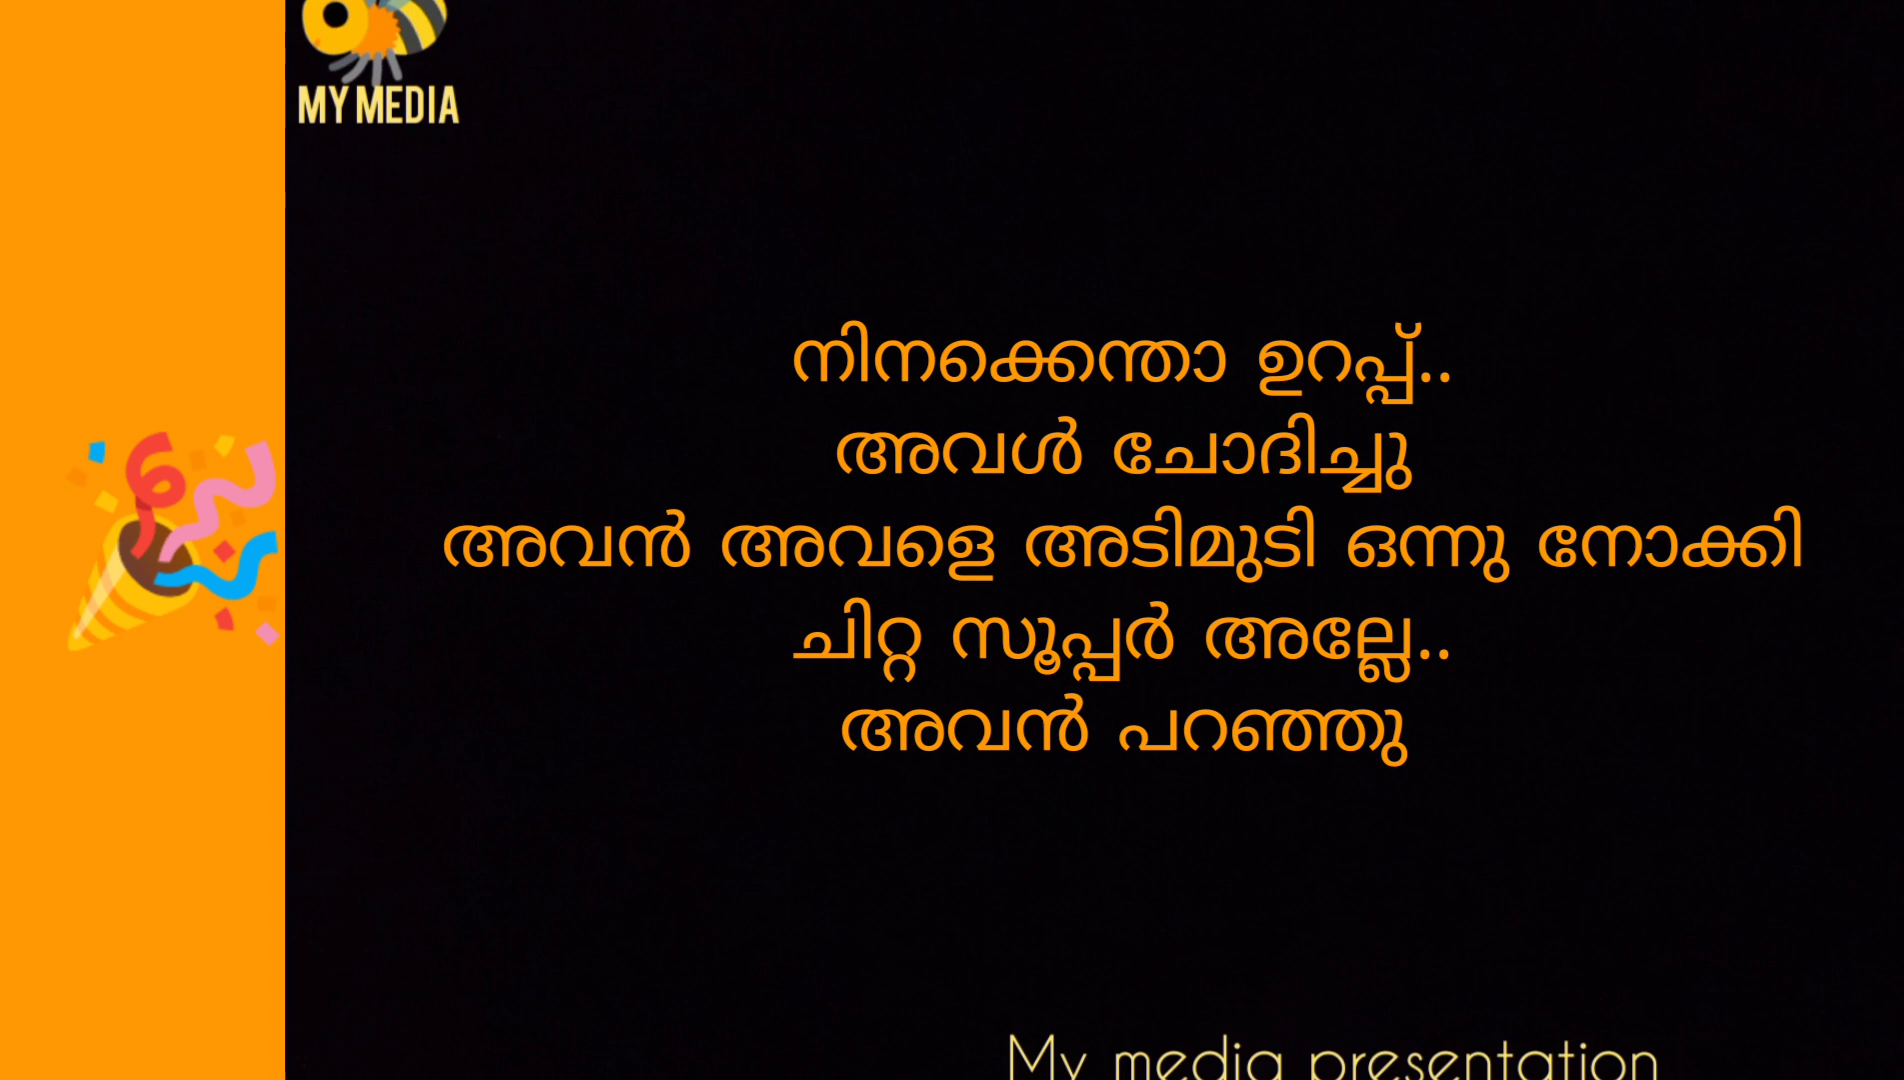 MY MEDIA
നിനക്കെന്താ ഉറപ്പ്..
അവൾ ചോദിച്ചു
അവൻ അവളെ അടിമുടി ഒന്നു നോക്കി
ചിറ്റ സൂപ്പർ അല്ലേ..
അവൻ പറഞ്ഞു
My media presentation